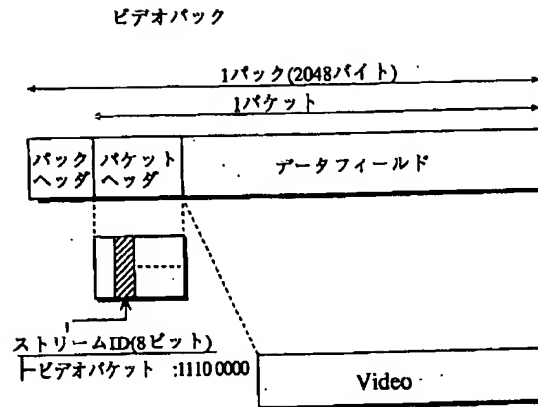 ビデオパック
1パック(2048バイト)
1パケット
パック
ヘッダ
パケット
ヘッダ
データフィールド
ストリームID(8ビット)
ビデオパケット :11100000
Video